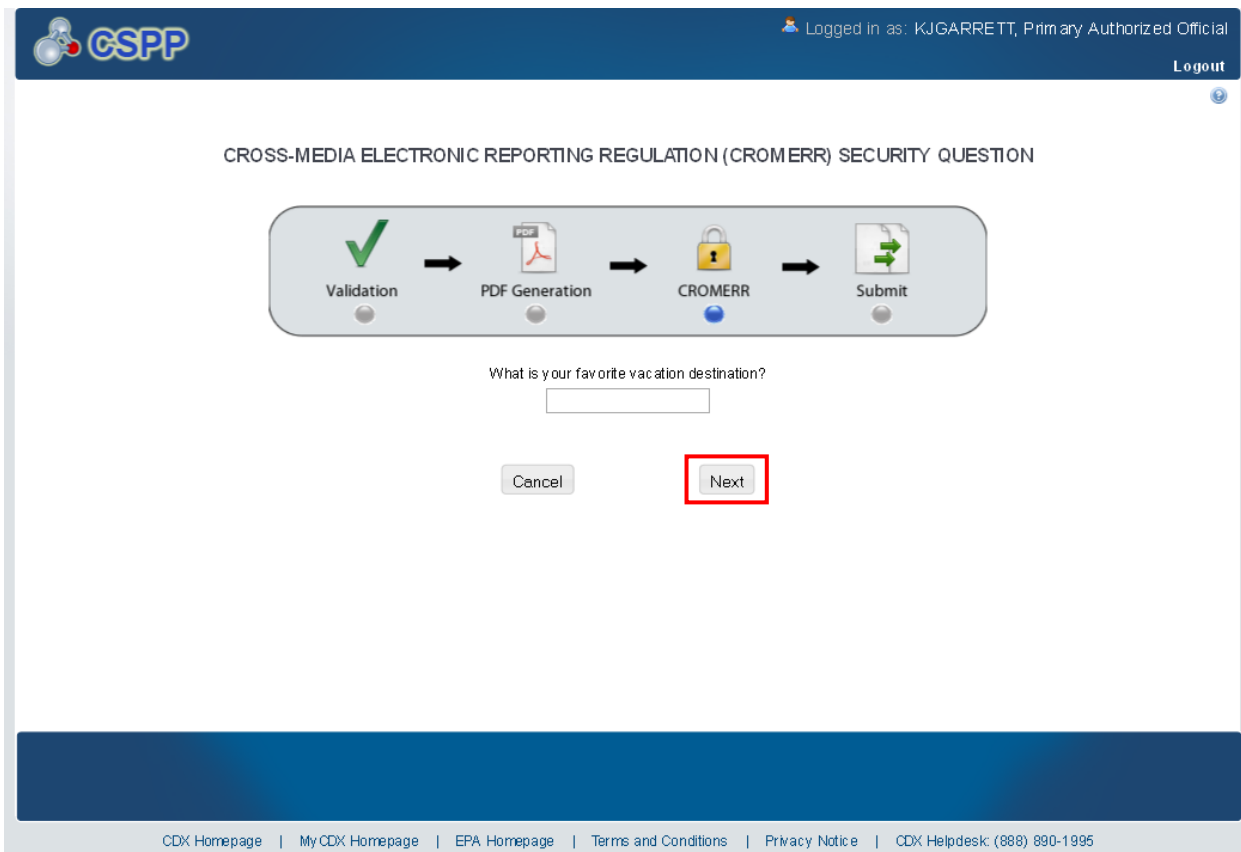 CSPP
Logged in as: KJGARRETT, Primary Authorized Official
Logout
CROSS-MEDIA ELECTRONIC REPORTING REGULATION (CROMERR) SECURITY QUESTION
PDF
Validation PDF Generation CROMERR Submit
What is your favorite vacation destination?
Cancel Next
CDX Homepage | MyCDX Homepage | EPA Homepage | Terms and Conditions | Privacy Notice | CDX Helpdesk: (888) 890-1995